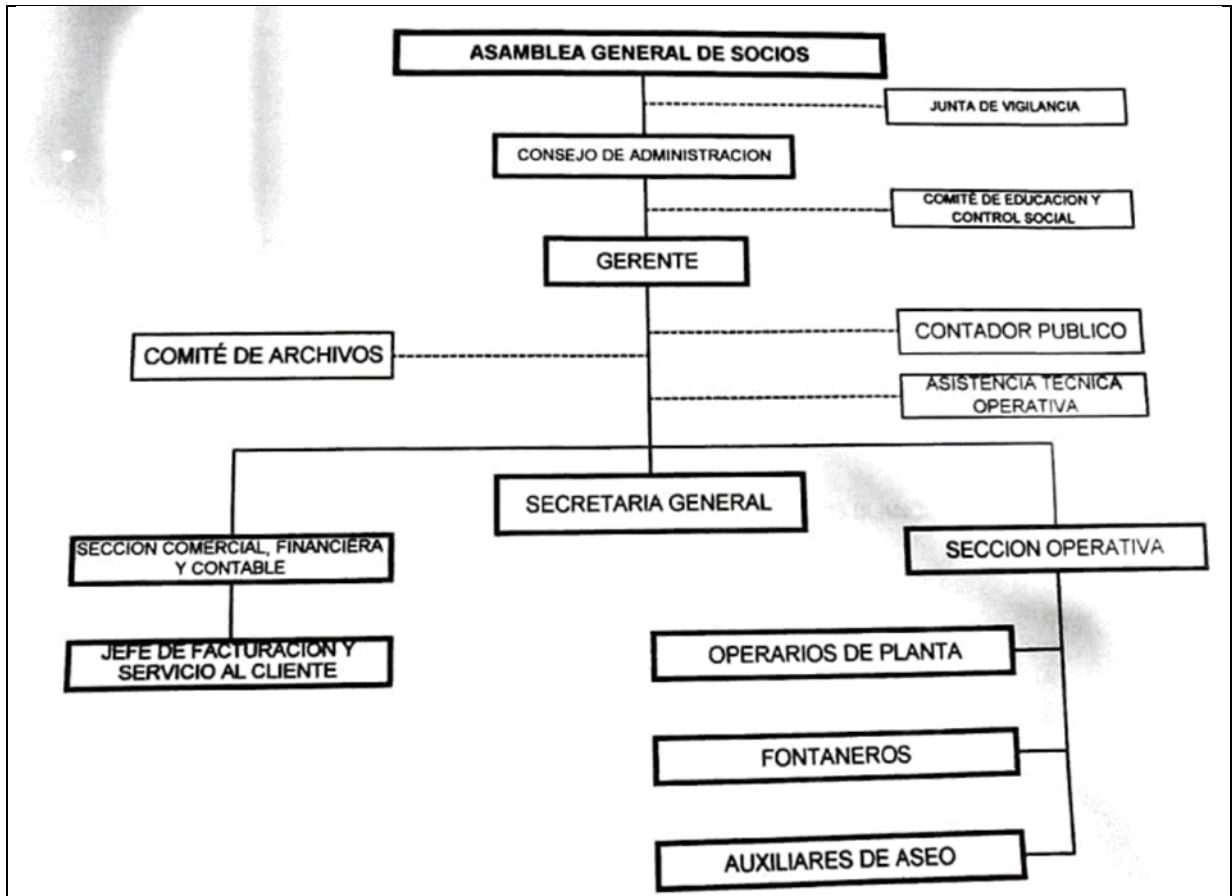 ASAMBLEA GENERAL DE SOCIOS
JUNTA DE VIGILANCIA
CONSEJO DE ADMINISTRACION
COMITÉ DE EDUCACION Y
CONTROL SOCIAL
GERENTE
CONTADOR PUBLICO
COMITÉ DE ARCHIVOS
ASISTENCIA TECNICA
OPERATIVA
SECRETARIA GENERAL
SECCION COMERCIAL, FINANCIERA
Y CONTABLE
SECCION OPERATIVA
JEFE DE FACTURACION Y
SERVICIO AL CLIENTE
OPERARIOS DE PLANTA
FONTANEROS
AUXILIARES DE ASEO